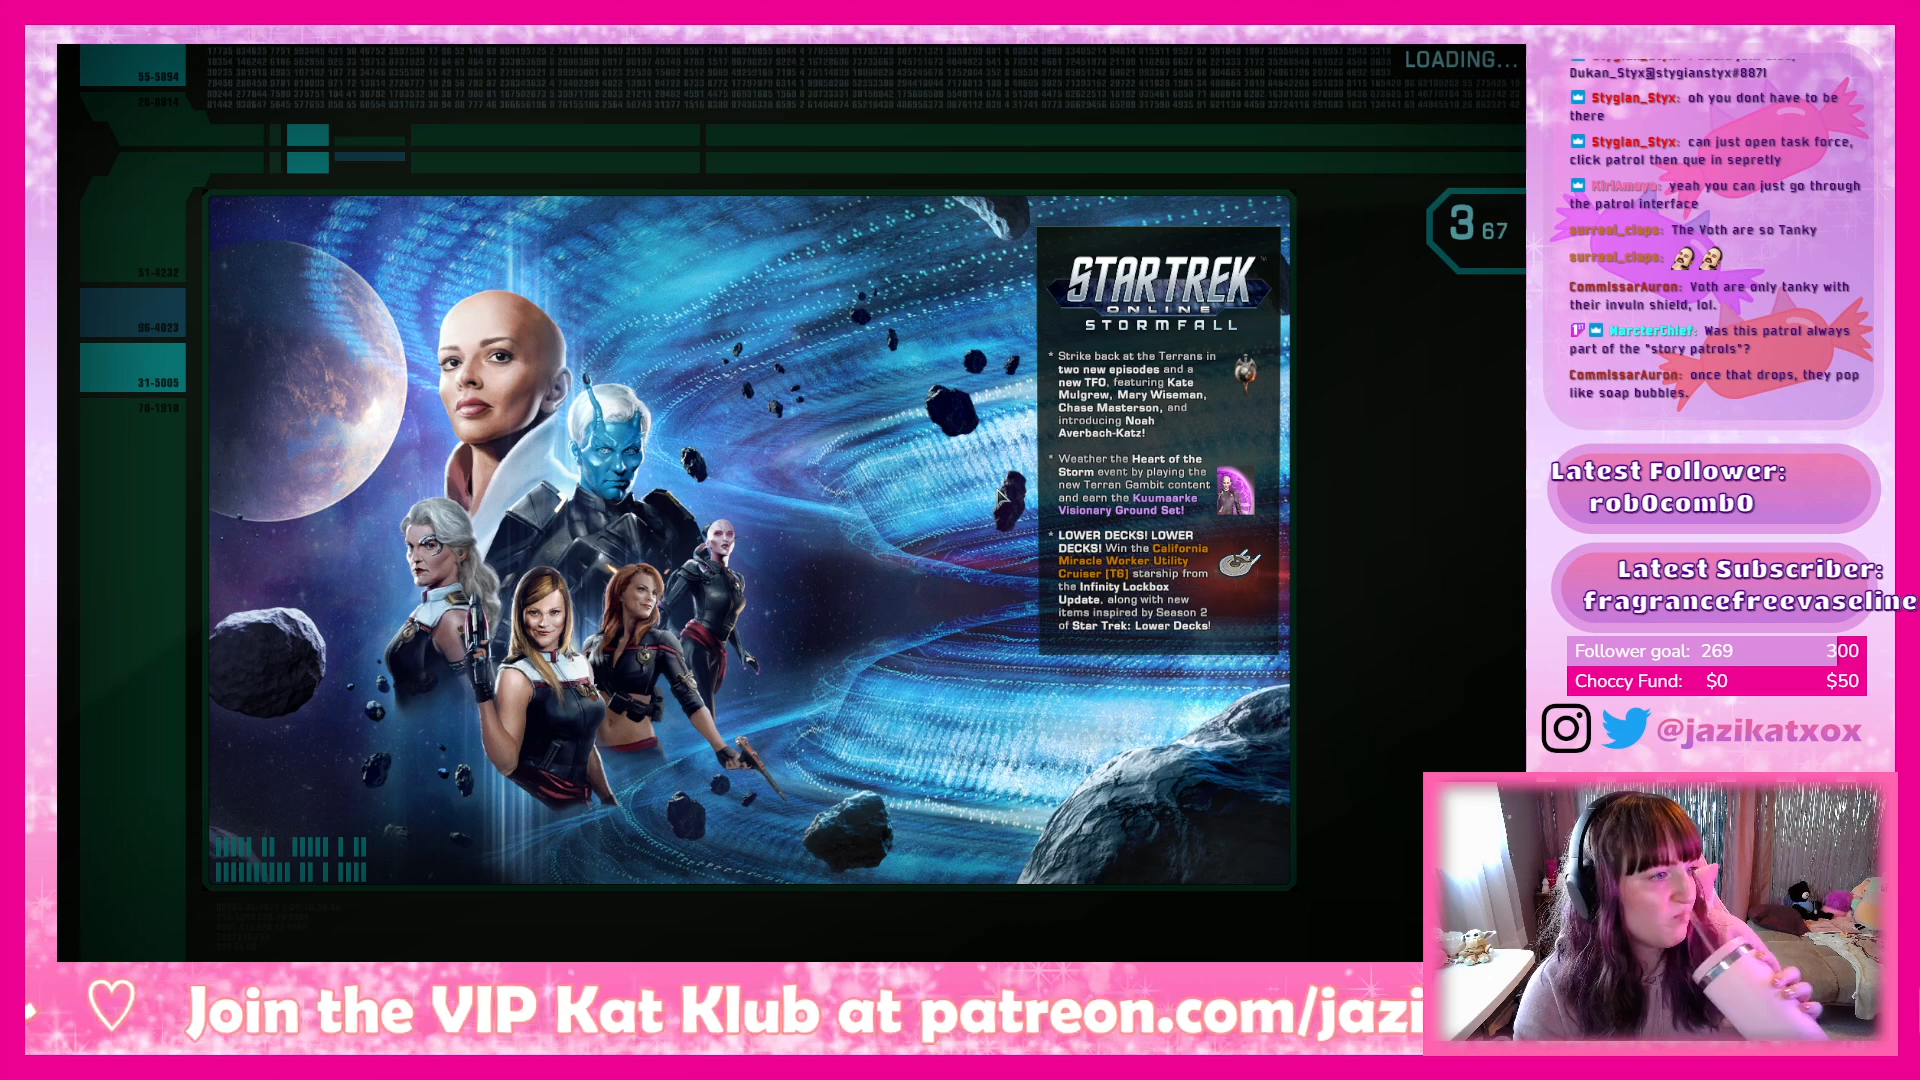 55-5894
26-6914
LOADING...
51-4232
96-4023
31-5005
76-1910
3 67
STAR TREK
ONLINE
STORMFALL
* Strike back at the Terrans in
two new episodes and a
new TFO, featuring Kate
Mulgrew, Mary Wiseman,
Chase Masterson, and
introducing Noah
Averbach-Katz!
* Weather the Heart of the
Storm event by playing the
new Terran Gambit content
and earn the Kuumaarke
Visionary Ground Set!
* LOWER DECKS! LOWER
DECKS! Win the California
Miracle Worker Utility
Cruiser [T6] starship from
the Infinity Lockbox
Update, along with new
items inspired by Season 2
of Star Trek: Lower Decks!
Dukan_Styx@stygianstyx#8871
Stygian_Styx: oh you dont have to be
there
Stygian_Styx: can just open task force,
click patrol then que in sepretly
KiriAmaya: yeah you can just go through
the patrol interface
surreal_claps: The Voth are so Tanky
surreal_claps:
CommissarAuron: Voth are only tanky with
their invuln shield, lol.
MarcterChief: Was this patrol always
part of the "story patrols"?
CommissarAuron: once that drops, they pop
like soap bubbles.
Latest Follower:
rob0comb0
Latest Subscriber:
fragrancefreevaseline
Follower goal: 269 300
Choccy Fund: $0 $50
@jazikatxox
Join the VIP Kat Klub at patreon.com/jazi